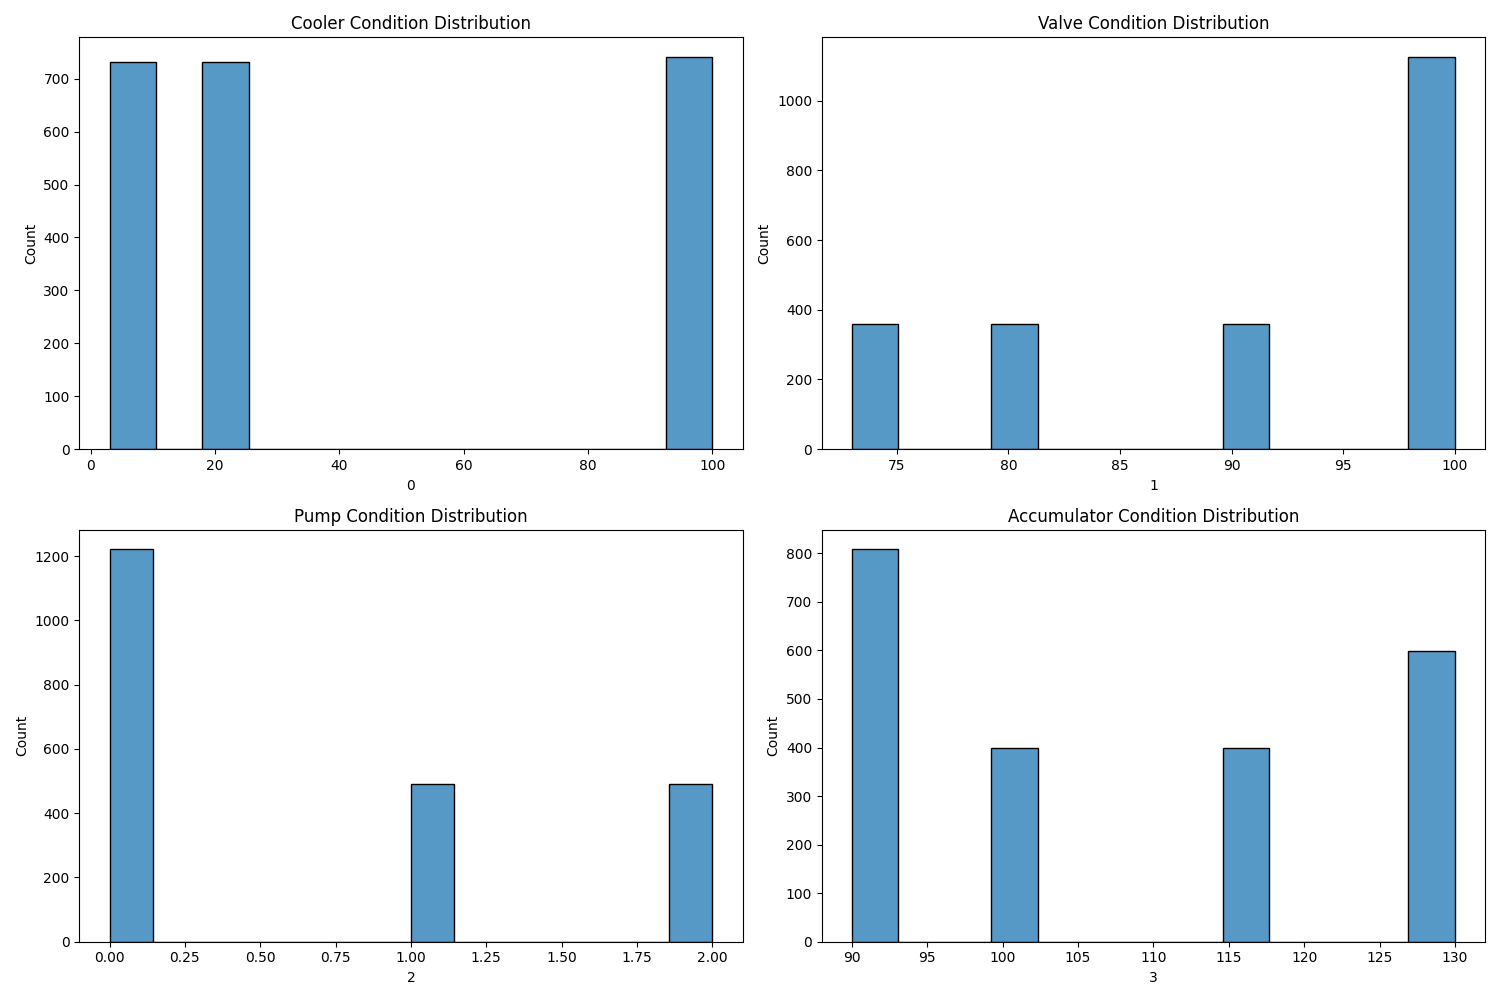 Cooler Condition Distribution
Count
700
600
500
400
300
200
100
0
0 20 40 60 80 100
0
Valve Condition Distribution
Count
1000
800
600
400
200
0
75 80 85 90 95 100
1
Pump Condition Distribution
Count
1200
1000
800
600
400
200
0
0.00 0.25 0.50 0.75 1.00 1.25 1.50 1.75 2.00
2
Accumulator Condition Distribution
Count
800
700
600
500
400
300
200
100
0
90 95 100 105 110 115 120 125 130
3